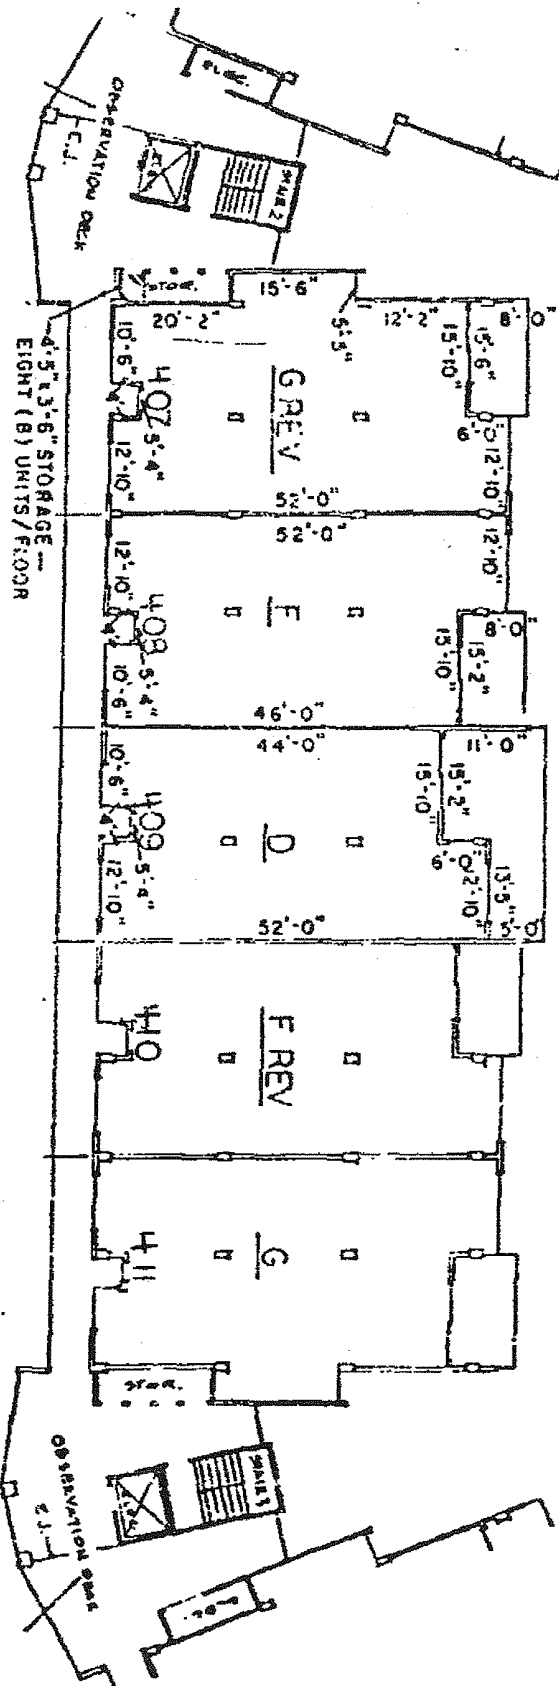 ELEC.
OBSERVATION DECK
E.J.
STAIR 2
STOR.
20'-2"
15'-6"
5'-3"
12'-2"
8'-0"
10'-6"
407
5'-4"
12'-10"
G REV
15'-6"
15'-10"
6'-0"
12'-10"
52'-0"
4'-5" x 3'-6" STORAGE —
EIGHT (8) UNITS/FLOOR
52'-0"
12'-10"
12'-10"
408
5'-4"
10'-6"
F
8'-0"
15'-2"
15'-10"
46'-0"
44'-0"
11'-0"
10'-6"
409
5'-4"
12'-10"
D
15'-2"
15'-10"
6'-0"
13'-5"
12'-10"
5'-0"
52'-0"
410
F REV
411
G
STOR.
STAIR 3
OBSERVATION DECK
E.J.
ELEC.